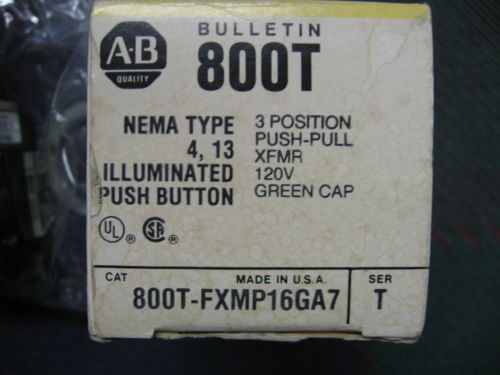 A-B
QUALITY
BULLETIN
800T
NEMA TYPE
4, 13
ILLUMINATED
PUSH BUTTON
3 POSITION
PUSH-PULL
XFMR
120V
GREEN CAP
UL ® SA ®
CAT
MADE IN U.S.A.
SER
800T-FXMP16GA7
T